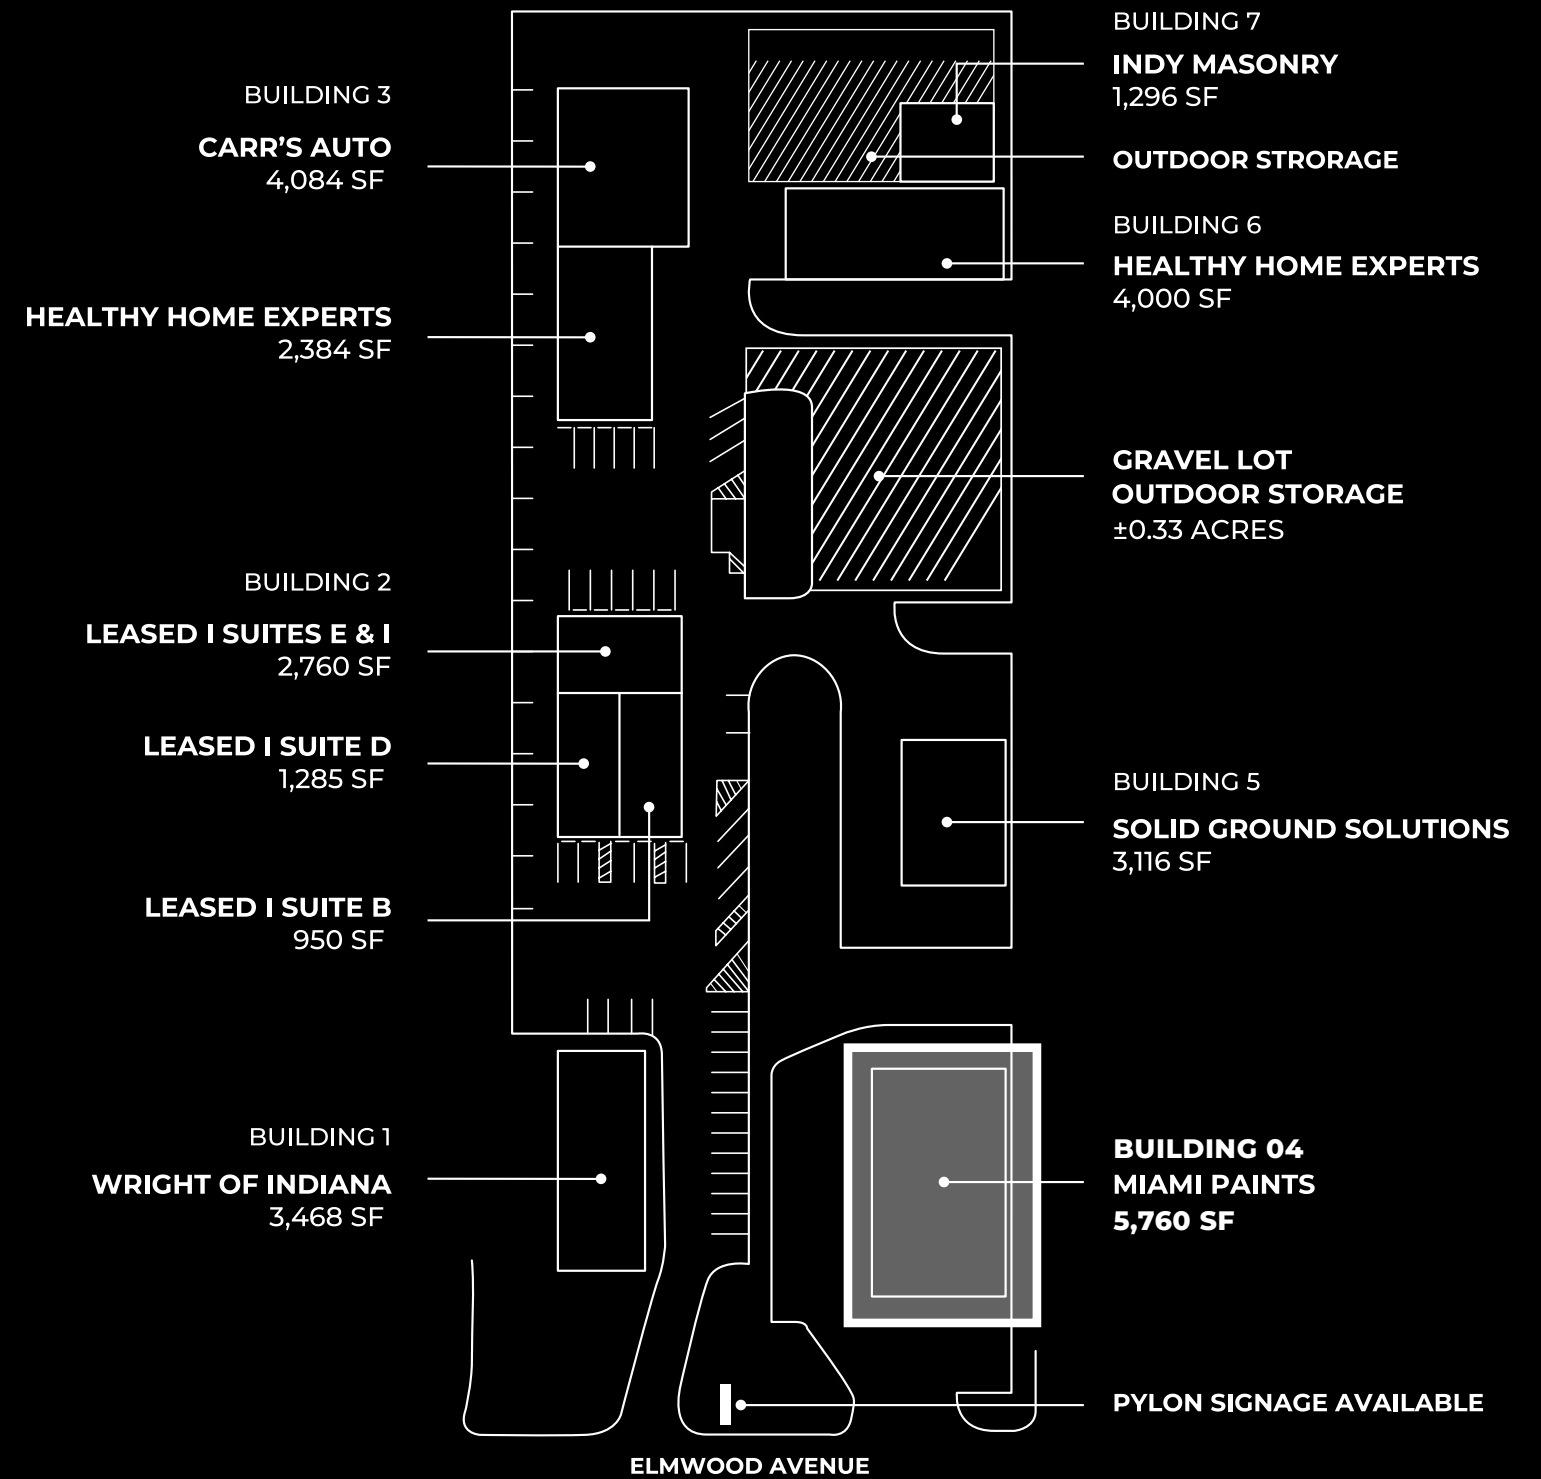 BUILDING 3
CARR'S AUTO
4,084 SF
HEALTHY HOME EXPERTS
2,384 SF
BUILDING 2
LEASED I SUITES E & I
2,760 SF
LEASED I SUITE D
1,285 SF
LEASED I SUITE B
950 SF
BUILDING 1
WRIGHT OF INDIANA
3,468 SF
BUILDING 7
INDY MASONRY
1,296 SF
OUTDOOR STRORAGE
BUILDING 6
HEALTHY HOME EXPERTS
4,000 SF
GRAVEL LOT
OUTDOOR STORAGE
±0.33 ACRES
BUILDING 5
SOLID GROUND SOLUTIONS
3,116 SF
BUILDING 04
MIAMI PAINTS
5,760 SF
PYLON SIGNAGE AVAILABLE
ELMWOOD AVENUE